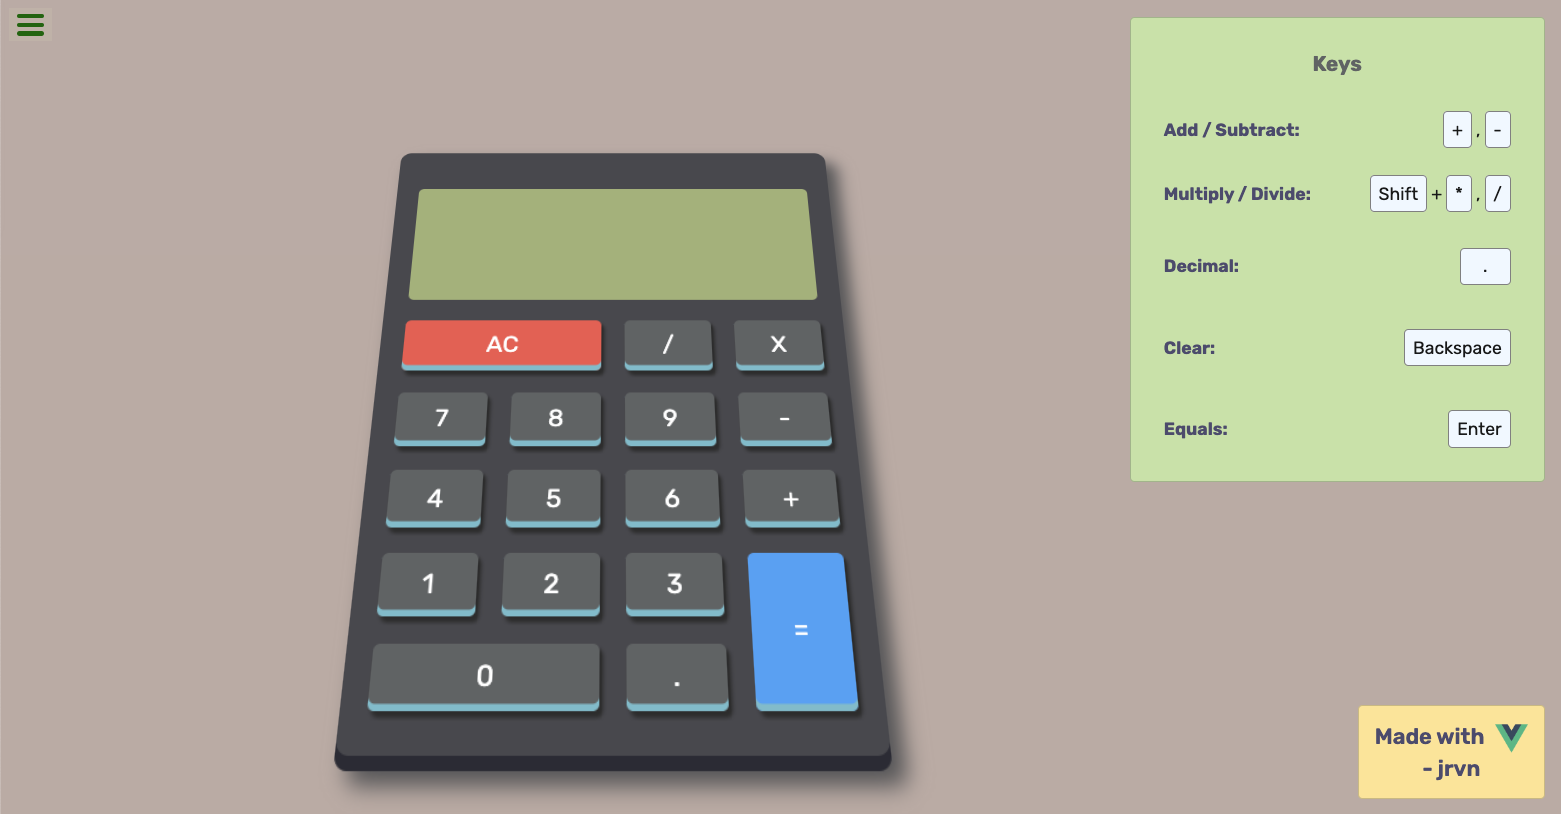 Keys
Add / Subtract: + , -
Multiply / Divide: Shift + * , /
Decimal: .
Clear: Backspace
Equals: Enter
AC / X
7 8 9 -
4 5 6 +
1 2 3
=
0 .
Made with
- jrvn